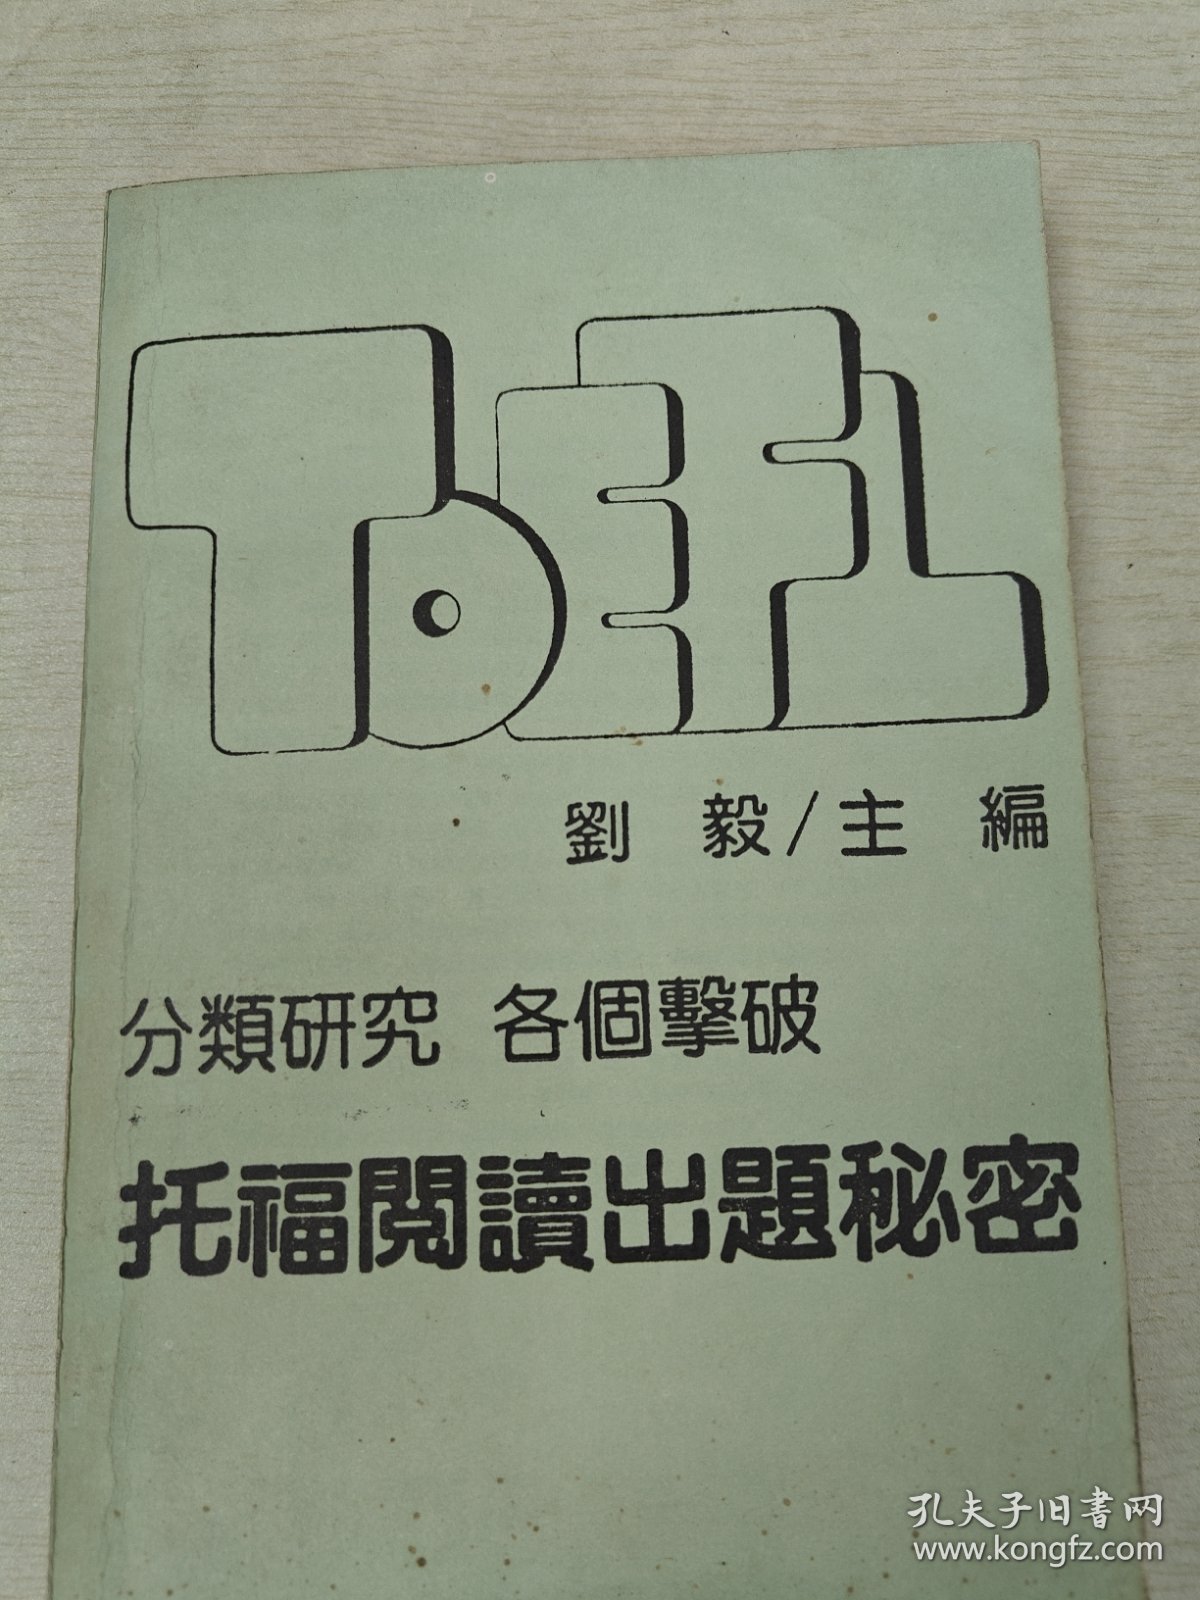 TOEFL
劉 毅/主 編
分類研究 各個擊破
托福閱讀出題秘密
孔夫子旧书网
www.kongfz.com